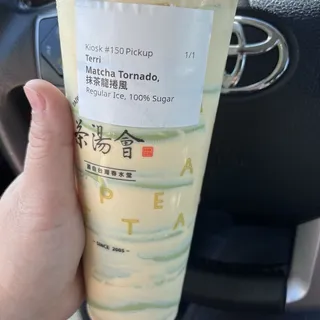 Kiosk #150 Pickup 1/1
Terri
Matcha Tornado,
抹茶龍捲風
Regular Ice, 100% Sugar
茶湯會
A
P E
T A
- SINCE 2005 -